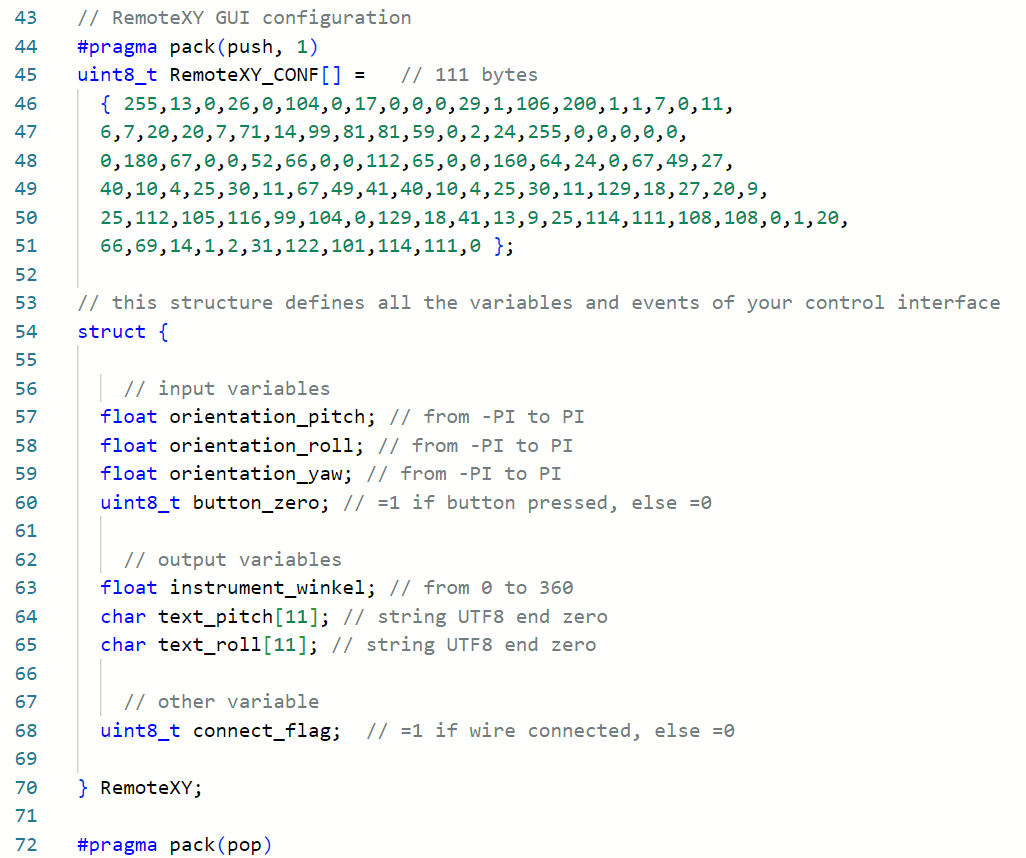 43 // RemoteXY GUI configuration
44 #pragma pack(push, 1)
45 uint8_t RemoteXY_CONF[] =   // 111 bytes
46   { 255,13,0,26,0,104,0,17,0,0,0,29,1,106,200,1,1,7,0,11,
47   6,7,20,20,7,71,14,99,81,81,59,0,2,24,255,0,0,0,0,0,
48   0,180,67,0,0,52,66,0,0,112,65,0,0,160,64,24,0,67,49,27,
49   40,10,4,25,30,11,67,49,41,40,10,4,25,30,11,129,18,27,20,9,
50   25,112,105,116,99,104,0,129,18,41,13,9,25,114,111,108,108,0,1,20,
51   66,69,14,1,2,31,122,101,114,111,0 };
52
53 // this structure defines all the variables and events of your control interface
54 struct {
55
56     // input variables
57   float orientation_pitch; // from -PI to PI
58   float orientation_roll; // from -PI to PI
59   float orientation_yaw; // from -PI to PI
60   uint8_t button_zero; // =1 if button pressed, else =0
61
62     // output variables
63   float instrument_winkel; // from 0 to 360
64   char text_pitch[11]; // string UTF8 end zero
65   char text_roll[11]; // string UTF8 end zero
66
67     // other variable
68   uint8_t connect_flag;  // =1 if wire connected, else =0
69
70 } RemoteXY;
71
72 #pragma pack(pop)